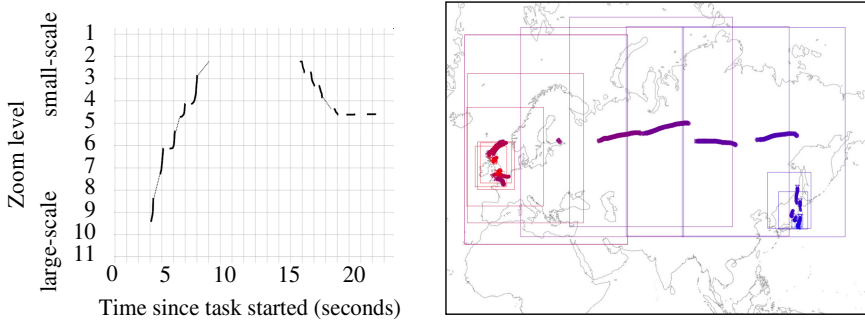 small-scale
large-scale
Zoom level
1
2
3
4
5
6
7
8
9
10
11
0 5 10 15 20
Time since task started (seconds)